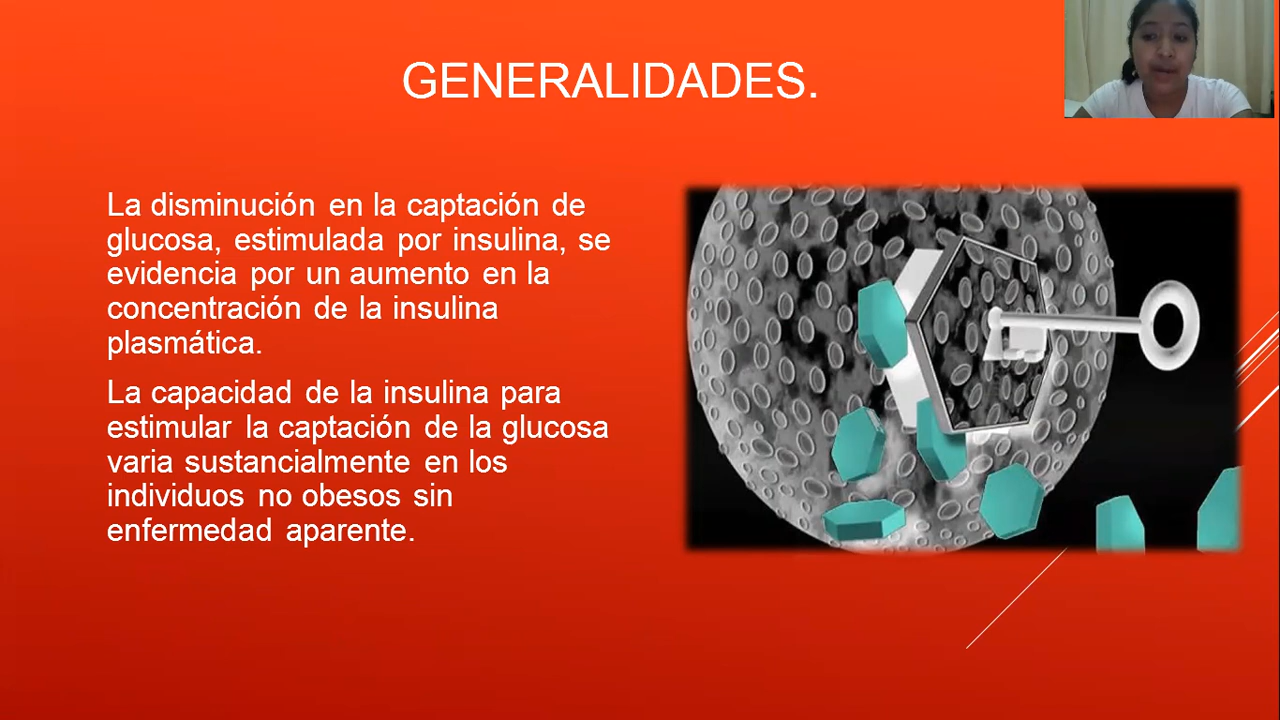 GENERALIDADES.
La disminución en la captación de
glucosa, estimulada por insulina, se
evidencia por un aumento en la
concentración de la insulina
plasmática.
La capacidad de la insulina para
estimular la captación de la glucosa
varia sustancialmente en los
individuos no obesos sin
enfermedad aparente.